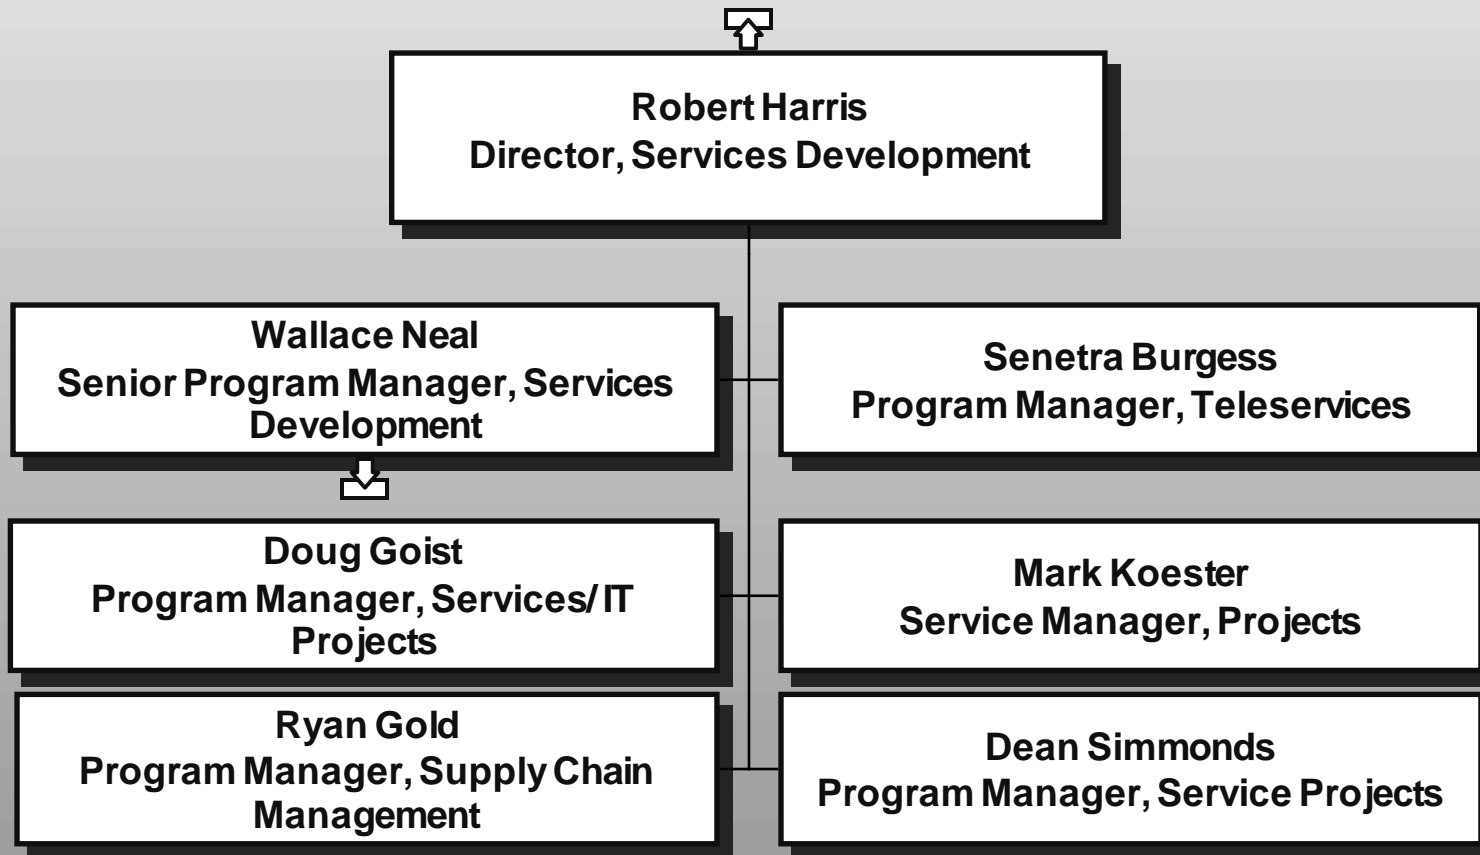 Robert Harris
Director, Services Development
Wallace Neal
Senior Program Manager, Services
Development
Senetra Burgess
Program Manager, Teleservices
Doug Goist
Program Manager, Services/ IT
Projects
Mark Koester
Service Manager, Projects
Ryan Gold
Program Manager, Supply Chain
Management
Dean Simmonds
Program Manager, Service Projects